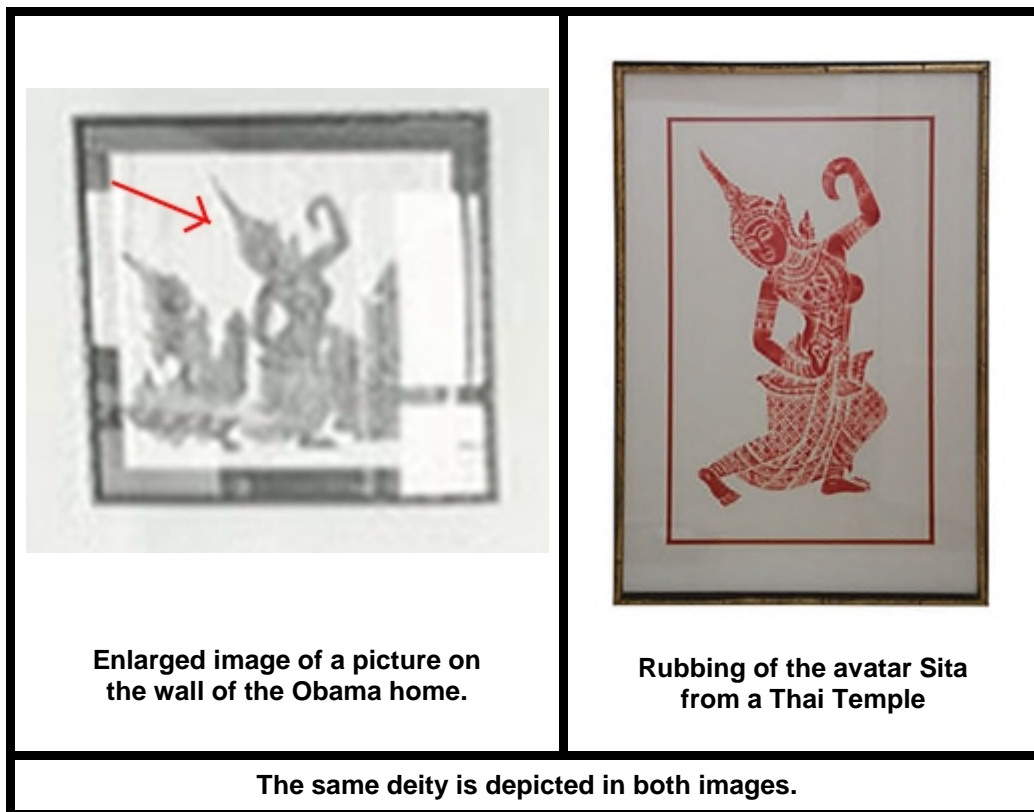 Enlarged image of a picture on
the wall of the Obama home.
Rubbing of the avatar Sita
from a Thai Temple
The same deity is depicted in both images.